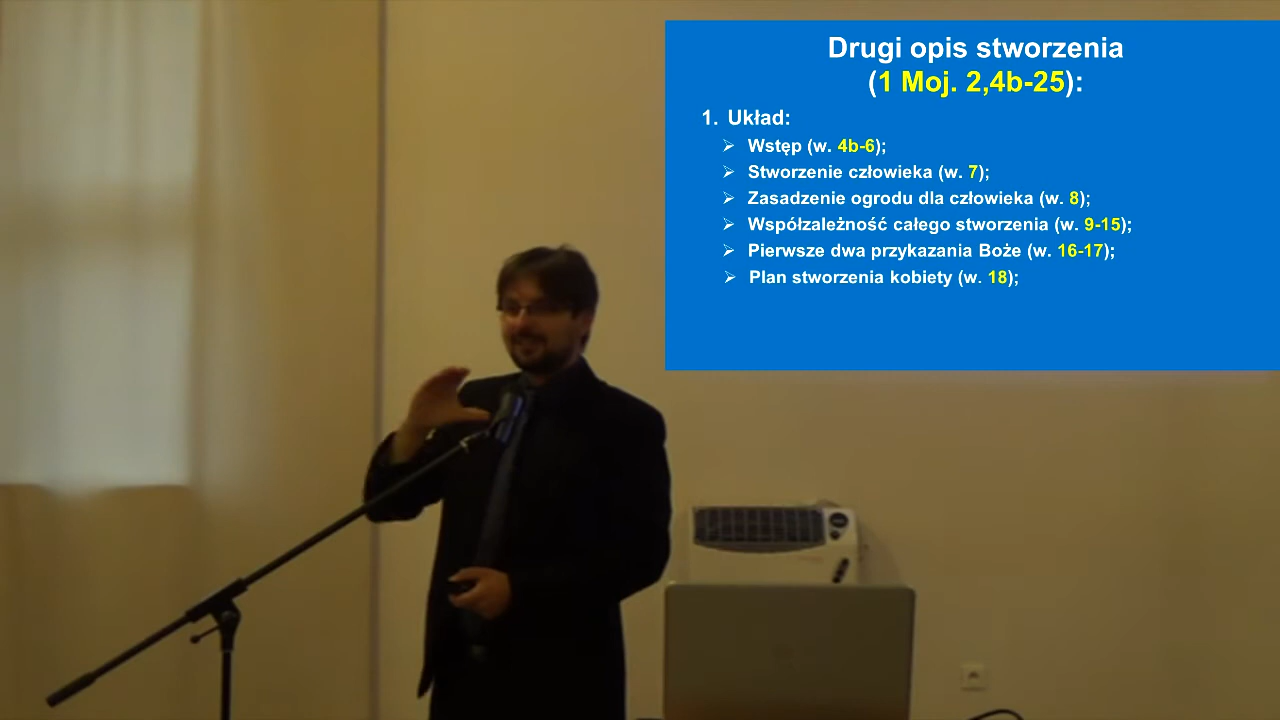 Drugi opis stworzenia
(1 Moj. 2,4b-25):
1. Układ:
➢ Wstęp (w. 4b-6);
➢ Stworzenie człowieka (w. 7);
➢ Zasadzenie ogrodu dla człowieka (w. 8);
➢ Współzależność całego stworzenia (w. 9-15);
➢ Pierwsze dwa przykazania Boże (w. 16-17);
➢ Plan stworzenia kobiety (w. 18);